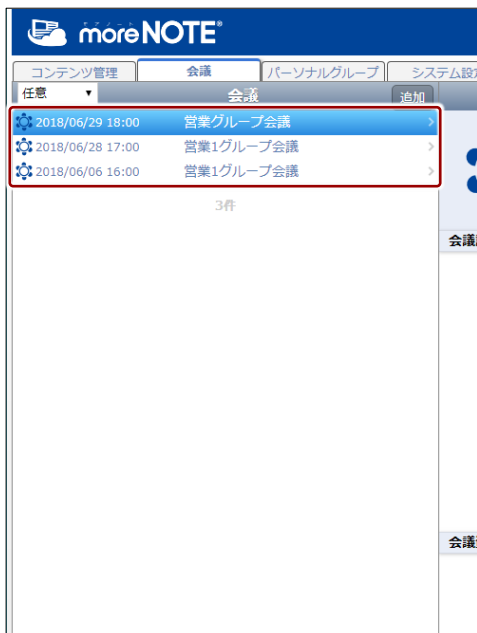 モアノート
moreNOTE®
コンテンツ管理 会議 パーソナルグループ システム設
任意 ▼ 会議 追加
2018/06/29 18:00 営業グループ会議 >
2018/06/28 17:00 営業1グループ会議 >
2018/06/06 16:00 営業1グループ会議 >
3件
会議
会議